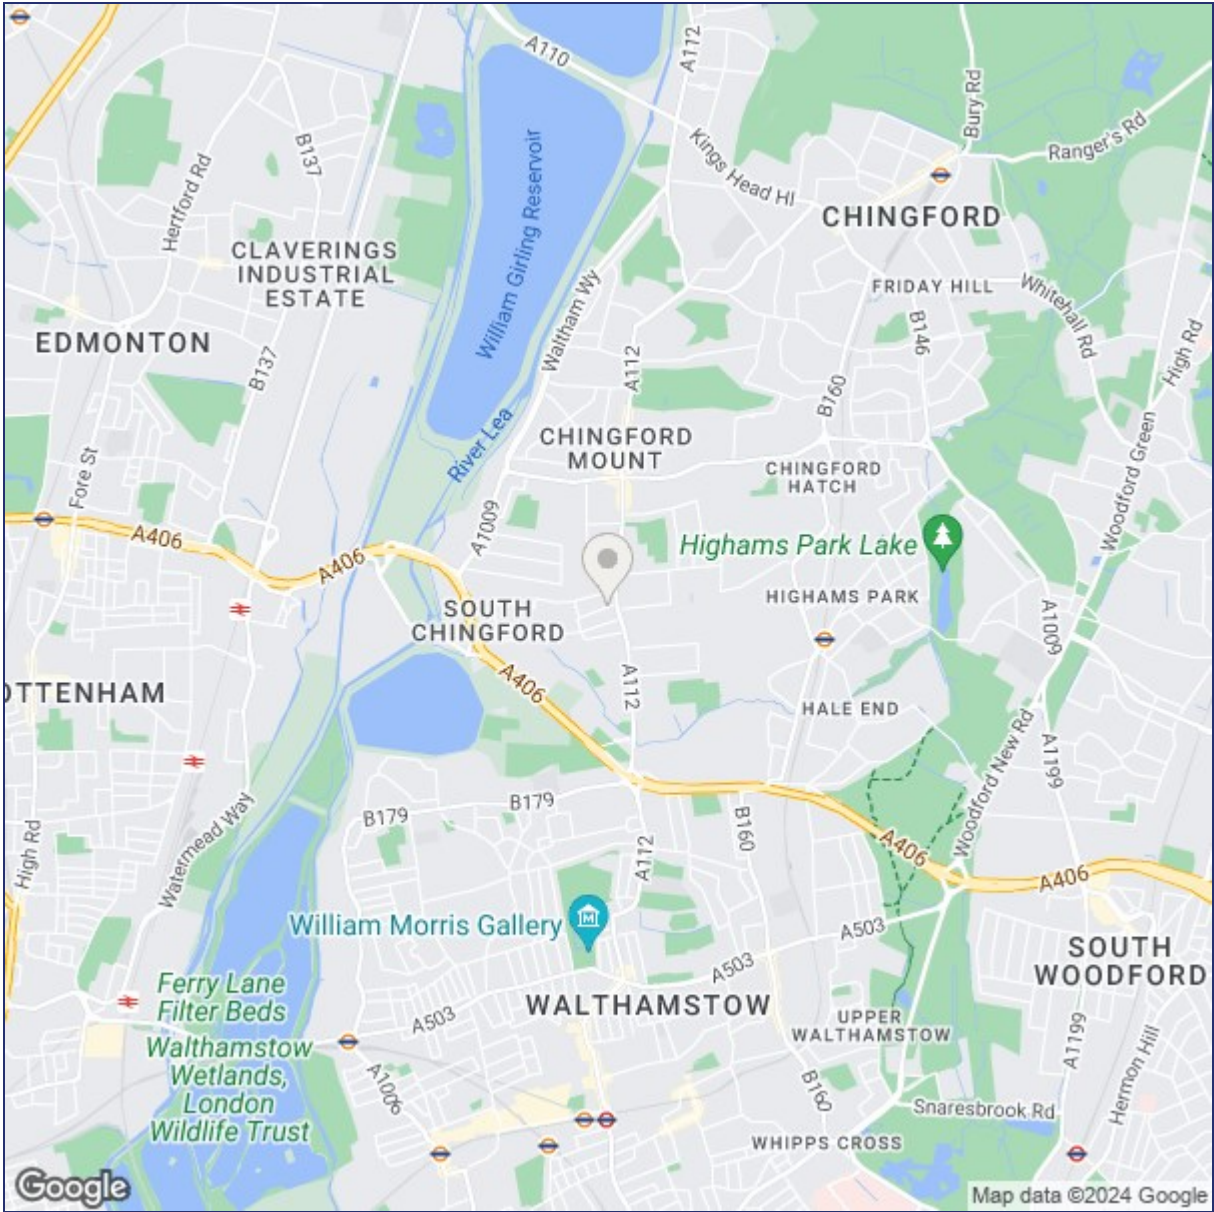 A110
A112
Bury Rd
Ranger's Rd
B137
Hertford Rd
Kings Head Hl
William Girling Reservoir
CHINGFORD
CLAVERINGS
INDUSTRIAL
ESTATE
Waltham Wy
FRIDAY HILL
Whitehall Rd
B146
High Rd
EDMONTON
B137
A112
B160
River Lea
CHINGFORD
MOUNT
Woodford Green
CHINGFORD
HATCH
Fore St
A1009
A406
A406
Highams Park Lake
HIGHAMS PARK
SOUTH
CHINGFORD
A1009
A406
A112
OTTENHAM
HALE END
Woodford New Rd
A1199
B179
B179
B160
A112
High Rd
Watermead Way
A406
A406
William Morris Gallery
A503
A503
SOUTH
WOODFORD
Ferry Lane
Filter Beds
WALTHAMSTOW
A503
UPPER
WALTHAMSTOW
A1199
Hermon Hill
Walthamstow
Wetlands,
London
Wildlife Trust
A1006
B160
Snaresbrook Rd
WHIPPS CROSS
Google
Map data ©2024 Google